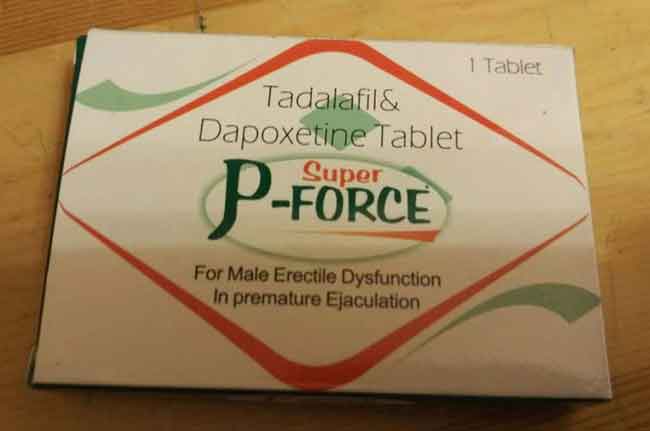 1 Tablet
Tadalafil&
Dapoxetine Tablet
Super
P-FORCE
For Male Erectile Dysfunction
In premature Ejaculation